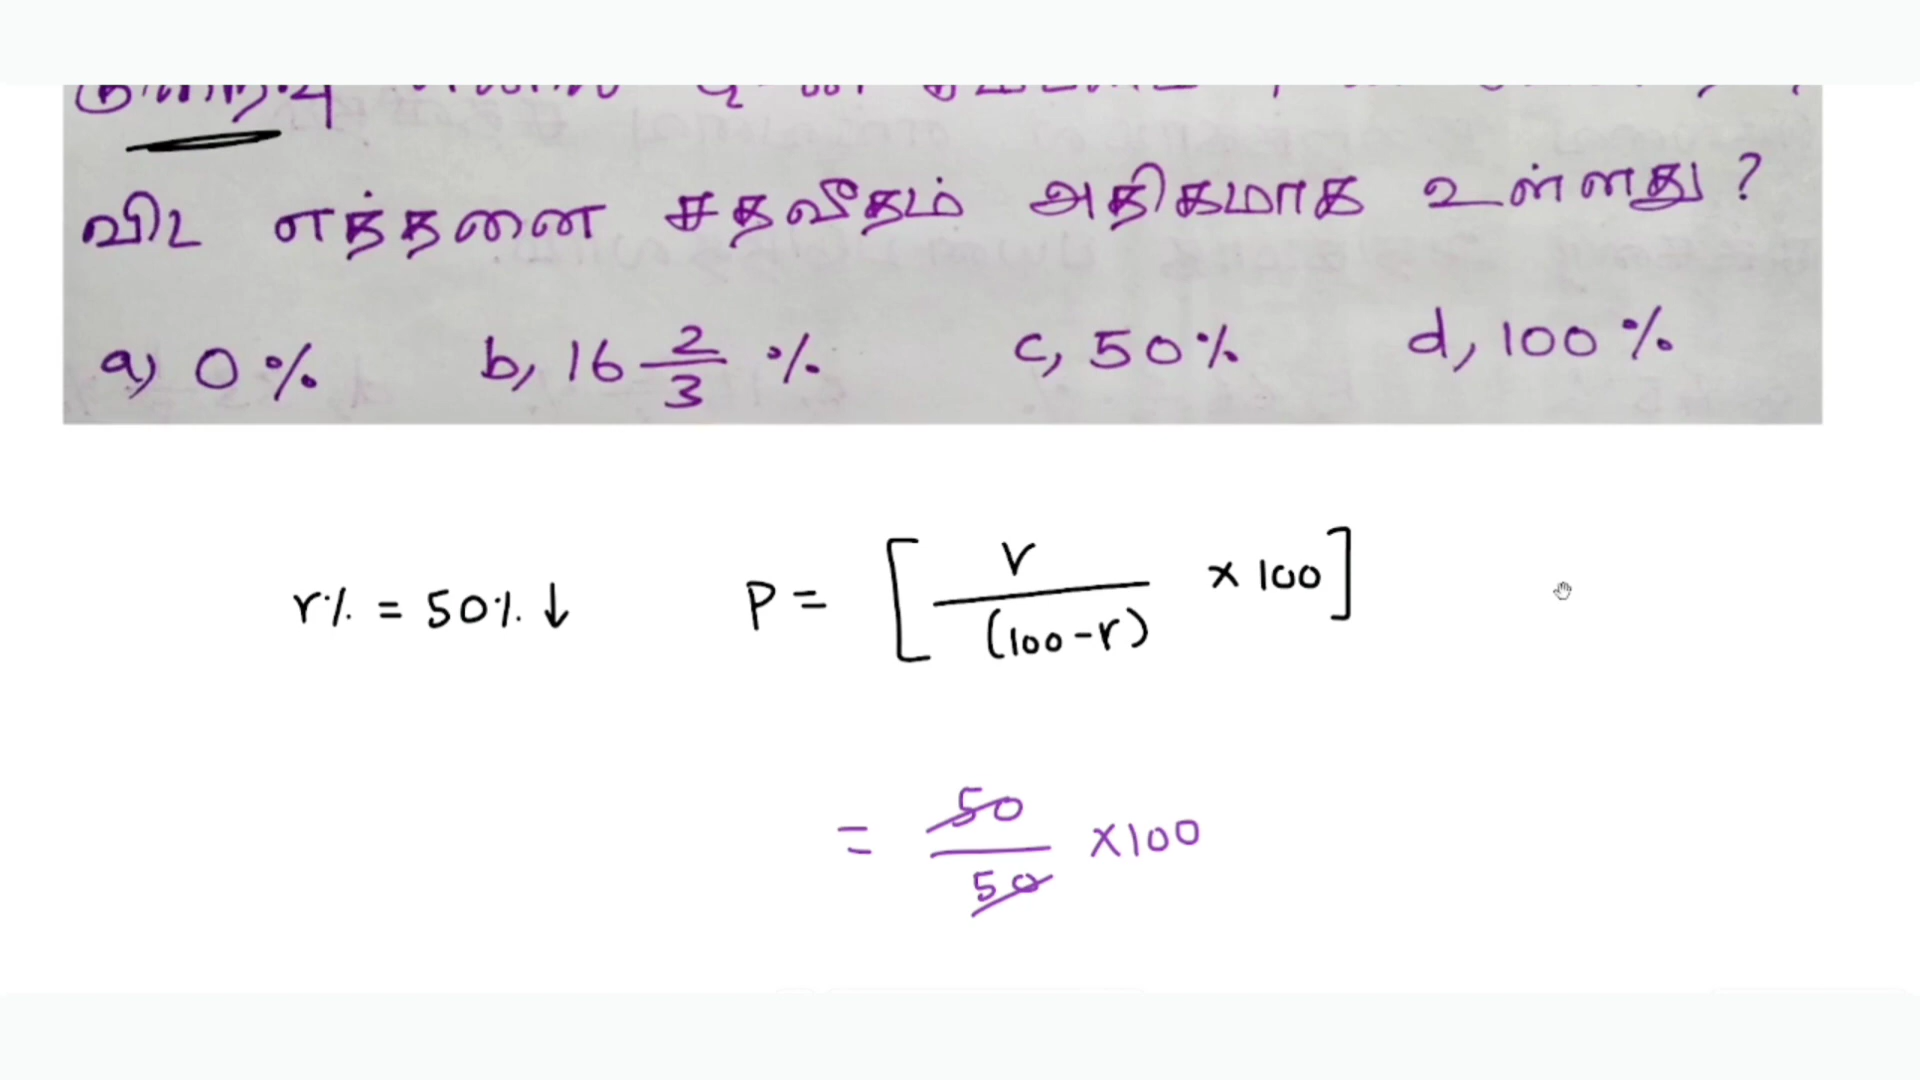 விட எத்தனை சதவீதம் அதிகமாக உள்ளது?
a, 0% b, 16 2/3 % c, 50% d, 100%
r% = 50% ↓ P = [ r/(100-r) × 100 ]
= 50/50 ×100